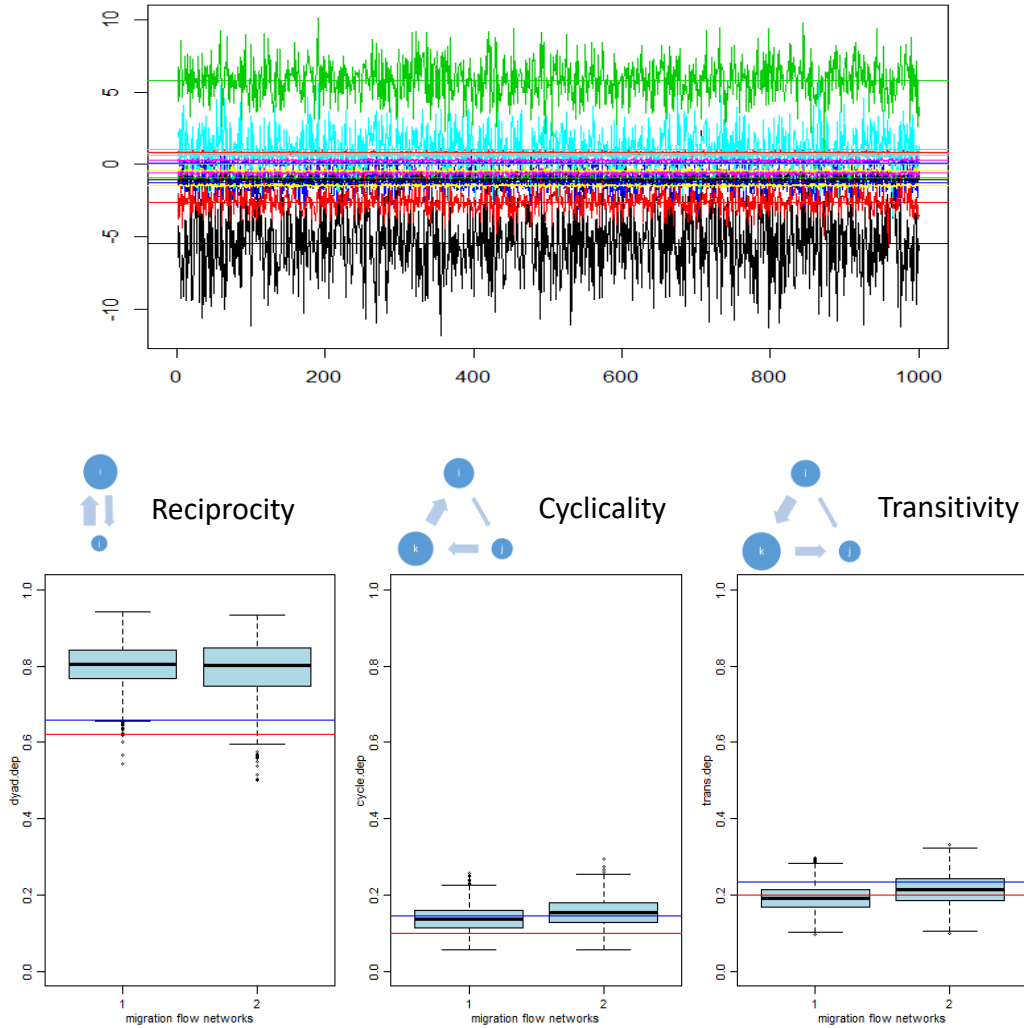 10
5
0
-5
-10
0 200 400 600 800 1000
i
j
Reciprocity
i
k
j
Cyclicality
i
k
j
Transitivity
dyad.dep
0.0 0.2 0.4 0.6 0.8 1.0
1 2
migration flow networks
cycle.dep
0.0 0.2 0.4 0.6 0.8 1.0
1 2
migration flow networks
trans.dep
0.0 0.2 0.4 0.6 0.8 1.0
1 2
migration flow networks